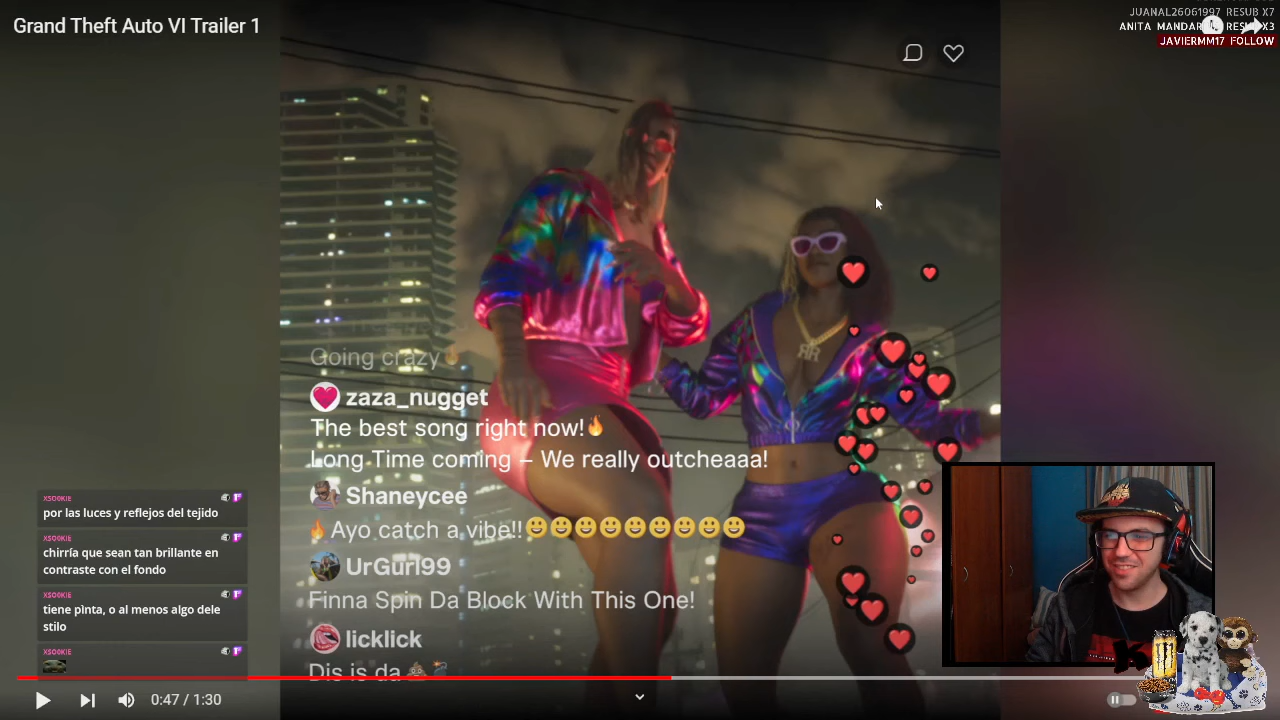 Grand Theft Auto VI Trailer 1
JUANAL26061997 RESUB X7
JAVIERMM17 FOLLOW
Going crazy🔥
zaza_nugget
The best song right now!🔥
Long Time coming – We really outcheaaa!
Shaneycee
🔥Ayo catch a vibe!!😀😀😀😀😀😀😀😀😀
UrGurl99
Finna Spin Da Block With This One!
licklick
Dis is da💩💣
XSOOKIE
por las luces y reflejos del tejido
XSOOKIE
chirría que sean tan brillante en
contraste con el fondo
XSOOKIE
tiene pinta, o al menos algo dele
stilo
XSOOKIE
0:47 / 1:30